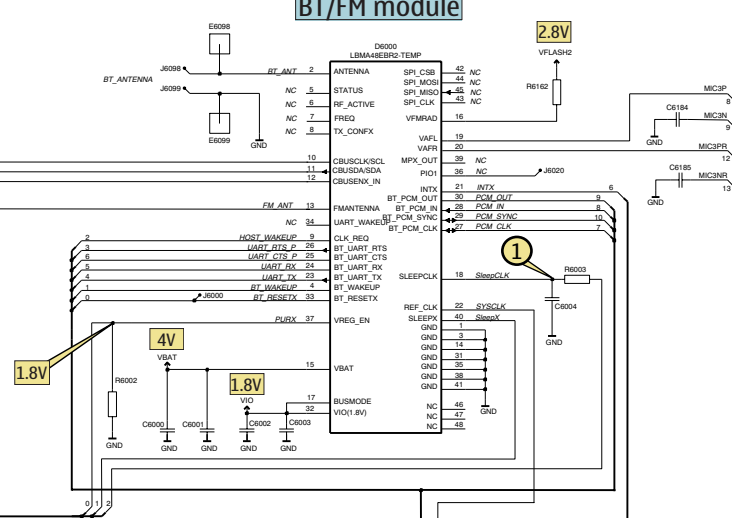 BT/FM module
E6098
2.8V
D6000
LBMA48EBR2-TEMP
VFLASH2
J6098
BT_ANT 2 ANTENNA
SPI_CSB 42 NC
BT_ANTENNA
SPI_MOSI 44 NC
J6099
NC 5 STATUS
SPI_MISO 45 NC
R6162
MIC3P
NC 6 RF_ACTIVE
SPI_CLK 43 NC
8
NC 7 FREQ
VFMRAD 16
C6184
MIC3N
NC 8 TX_CONFX
9
E6099
GND
VAFL 19
GND
VAFR 20
MIC3PR
10 CBUSCLK/SCL
MPX_OUT 39 NC
12
11 CBUSDA/SDA
PIO1 36 NC
J6020
C6185
12 CBUSENX_IN
MIC3NR
INTX 21 INTX 6
13
BT_PCM_OUT 30 PCM_OUT 9
GND
FM_ANT 13 FMANTENNA
BT_PCM_IN 28 PCM_IN 8
NC 34 UART_WAKEUP
BT_PCM_SYNC 29 PCM_SYNC 10
BT_PCM_CLK 27 PCM_CLK 7
2 HOST_WAKEUP 9 CLK_REQ
3 UART_RTS_P 26 BT_UART_RTS
6 UART_CTS_P 25 BT_UART_CTS
5 UART_RX 24 BT_UART_RX
4 UART_TX 23 BT_UART_TX
1 BT_WAKEUP 4 BT_WAKEUP
0 J6000 BT_RESETX 33 BT_RESETX
1
SLEEPCLK 18 SleepCLK
R6003
C6004
REF_CLK 22 SYSCLK
SLEEPX 40 SleepX
PURX 37 VREG_EN
GND 1
GND 3
GND 14
GND 31
GND 35
GND 38
GND 41
GND
GND
4V
VBAT
15 VBAT
1.8V
1.8V
R6002
VIO
17 BUSMODE
32 VIO(1.8V)
NC 46
NC 47
NC 48
GND
C6000
C6001
C6002
C6003
GND
GND
GND
GND
GND
0 1 2